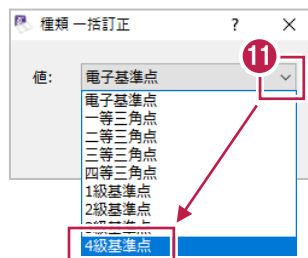 種類 一括訂正 ? ×
11
値: 電子基準点
電子基準点
一等三角点
二等三角点
三等三角点
四等三角点
1級基準点
2級基準点
4級基準点